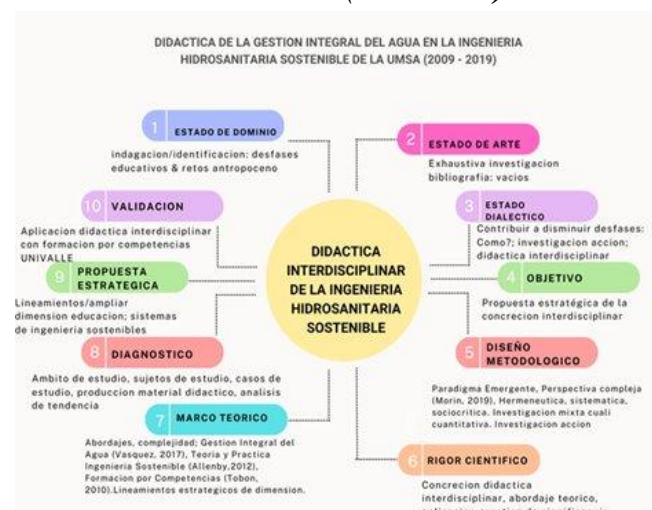 DIDACTICA DE LA GESTION INTEGRAL DEL AGUA EN LA INGENIERIA
HIDROSANITARIA SOSTENIBLE DE LA UMSA (2009 - 2019)
1 ESTADO DE DOMINIO
indagacion/identificacion: desfases
educativos & retos antropoceno
2 ESTADO DE ARTE
Exhaustiva investigacion
bibliografia: vacios
3 ESTADO
DIALECTICO
Contribuir a disminuir desfases:
Como?; investigacion accion;
didactica interdisciplinar
4 OBJETIVO
Propuesta estratégica de la
concrecion interdisciplinar
5 DISEÑO
METODOLOGICO
Paradigma Emergente, Perspectiva compleja
(Morin, 2019), Hermeneutica, sistematica,
sociocritica. Investigacion mixta cuali
cuantitativa. Investigacion accion
6 RIGOR CIENTIFICO
Concrecion didactica
interdisciplinar, abordaje teorico,
7 MARCO TEORICO
Abordajes, complejidad; Gestion Integral del
Agua (Vasquez, 2017), Teoria y Practica
Ingenieria Sostenible (Allenby,2012),
Formacion por Competencias (Tobon,
2010).Lineamientos estrategicos de dimension.
8 DIAGNOSTICO
Ambito de estudio, sujetos de estudio, casos de
estudio, produccion material didactico, analisis
de tendencia
9 PROPUESTA
ESTRATEGICA
Lineamientos/ampliar
dimension educacion; sistemas
de ingenieria sostenibles
10 VALIDACION
Aplicacion didactica interdisciplinar
con formacion por competencias
UNIVALLE
DIDACTICA
INTERDISCIPLINAR
DE LA INGENIERIA
HIDROSANITARIA
SOSTENIBLE